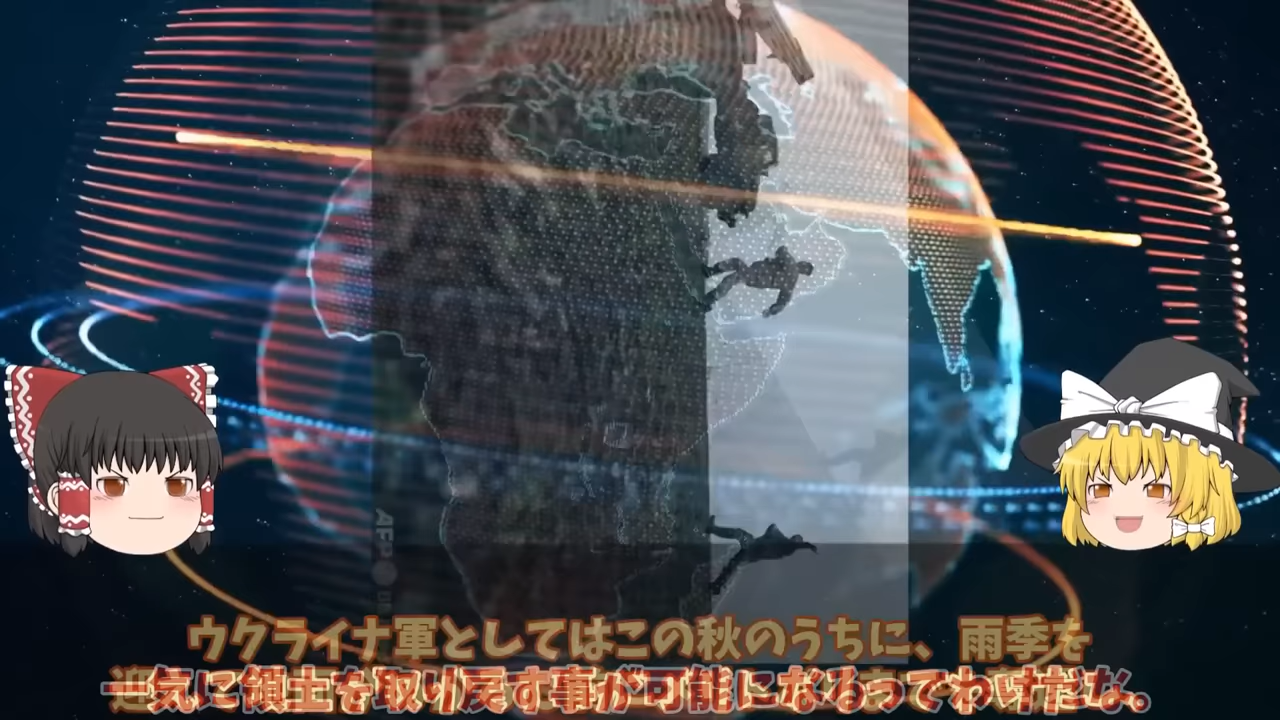 ウクライナ軍としてはこの秋のうちに、雨季を
一気に領土を取り戻す事が可能になるってわけだな。
AFP